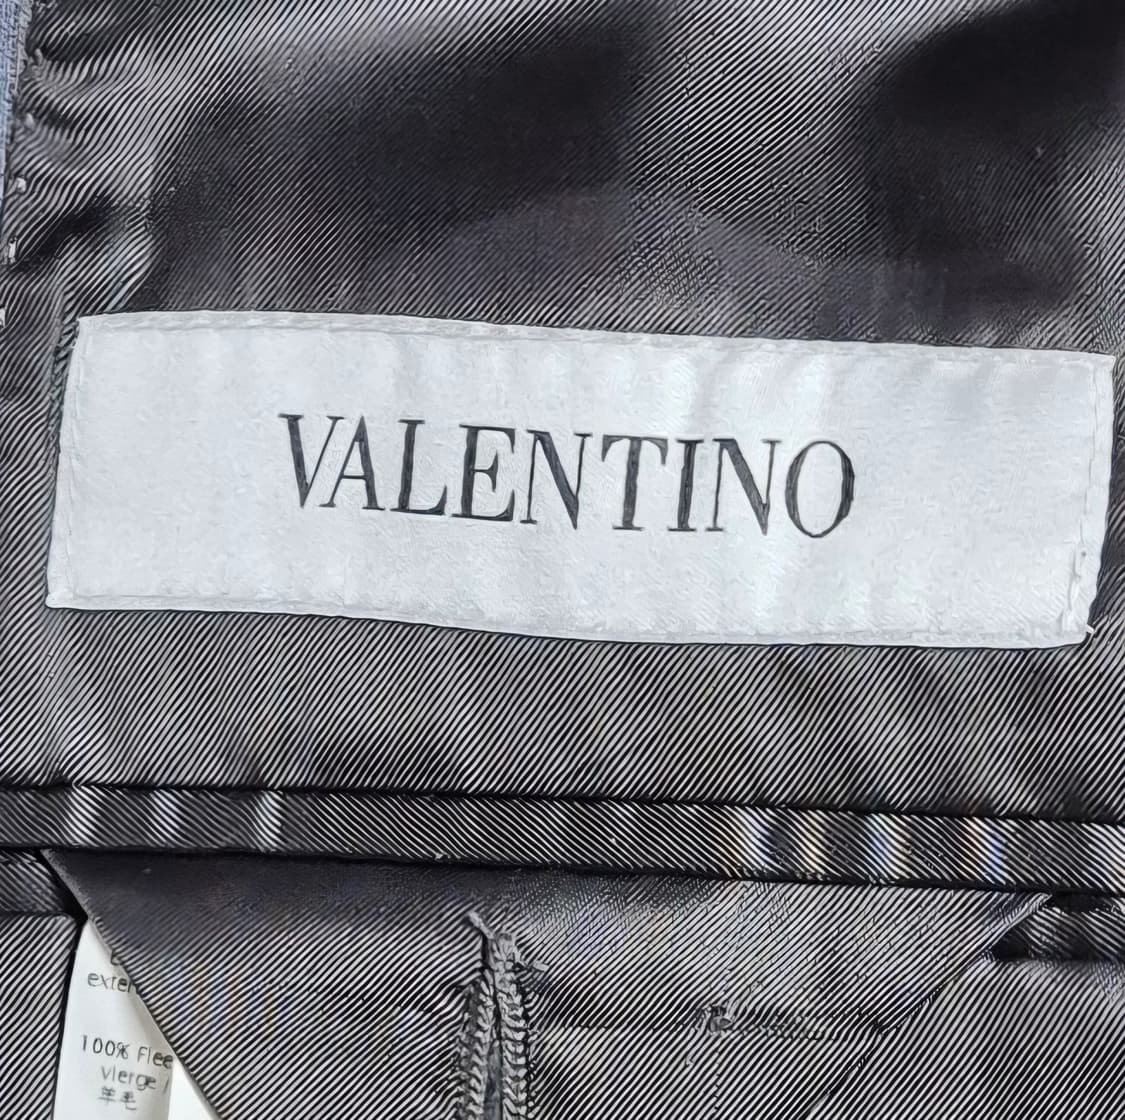 VALENTINO
exter
100% Flee
vierge /
羊毛